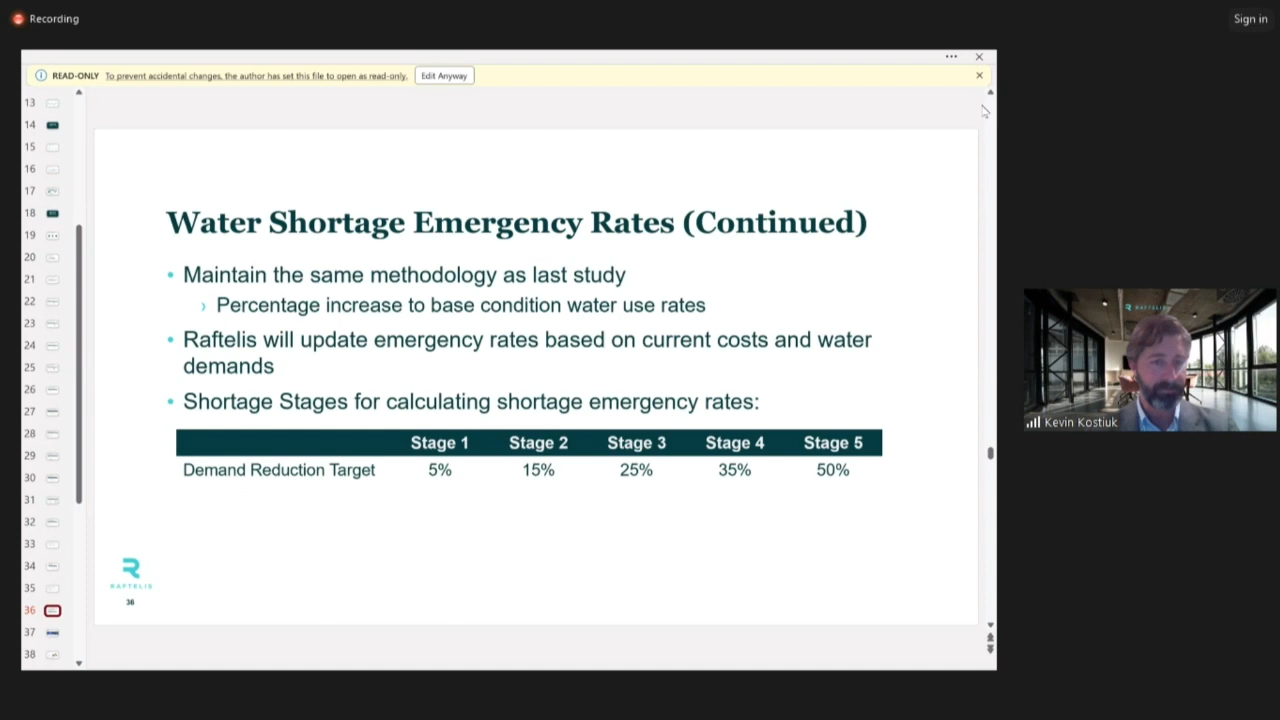 Recording
Sign in
READ-ONLY To prevent accidental changes, the author has set this file to open as read-only. Edit Anyway
13
14
15
16
17
18
19
20
21
22
23
24
25
26
27
28
29
30
31
32
33
34
35
36
37
38
Water Shortage Emergency Rates (Continued)
• Maintain the same methodology as last study
› Percentage increase to base condition water use rates
• Raftelis will update emergency rates based on current costs and water
demands
• Shortage Stages for calculating shortage emergency rates:
Stage 1 Stage 2 Stage 3 Stage 4 Stage 5
Demand Reduction Target 5% 15% 25% 35% 50%
RAFTELIS
36
RAFTELIS
Kevin Kostiuk